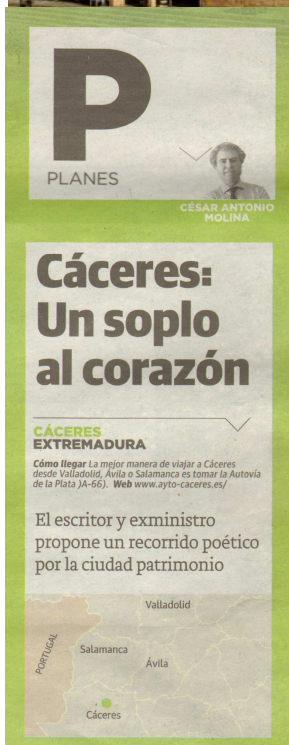 P
PLANES
CÉSAR ANTONIO
MOLINA
Cáceres:
Un soplo
al corazón
CÁCERES
EXTREMADURA
Cómo llegar La mejor manera de viajar a Cáceres
desde Valladolid, Ávila o Salamanca es tomar la Autovía
de la Plata )A-66). Web www.ayto-caceres.es/
El escritor y exministro
propone un recorrido poético
por la ciudad patrimonio
Valladolid
PORTUGAL
Salamanca
Ávila
Cáceres